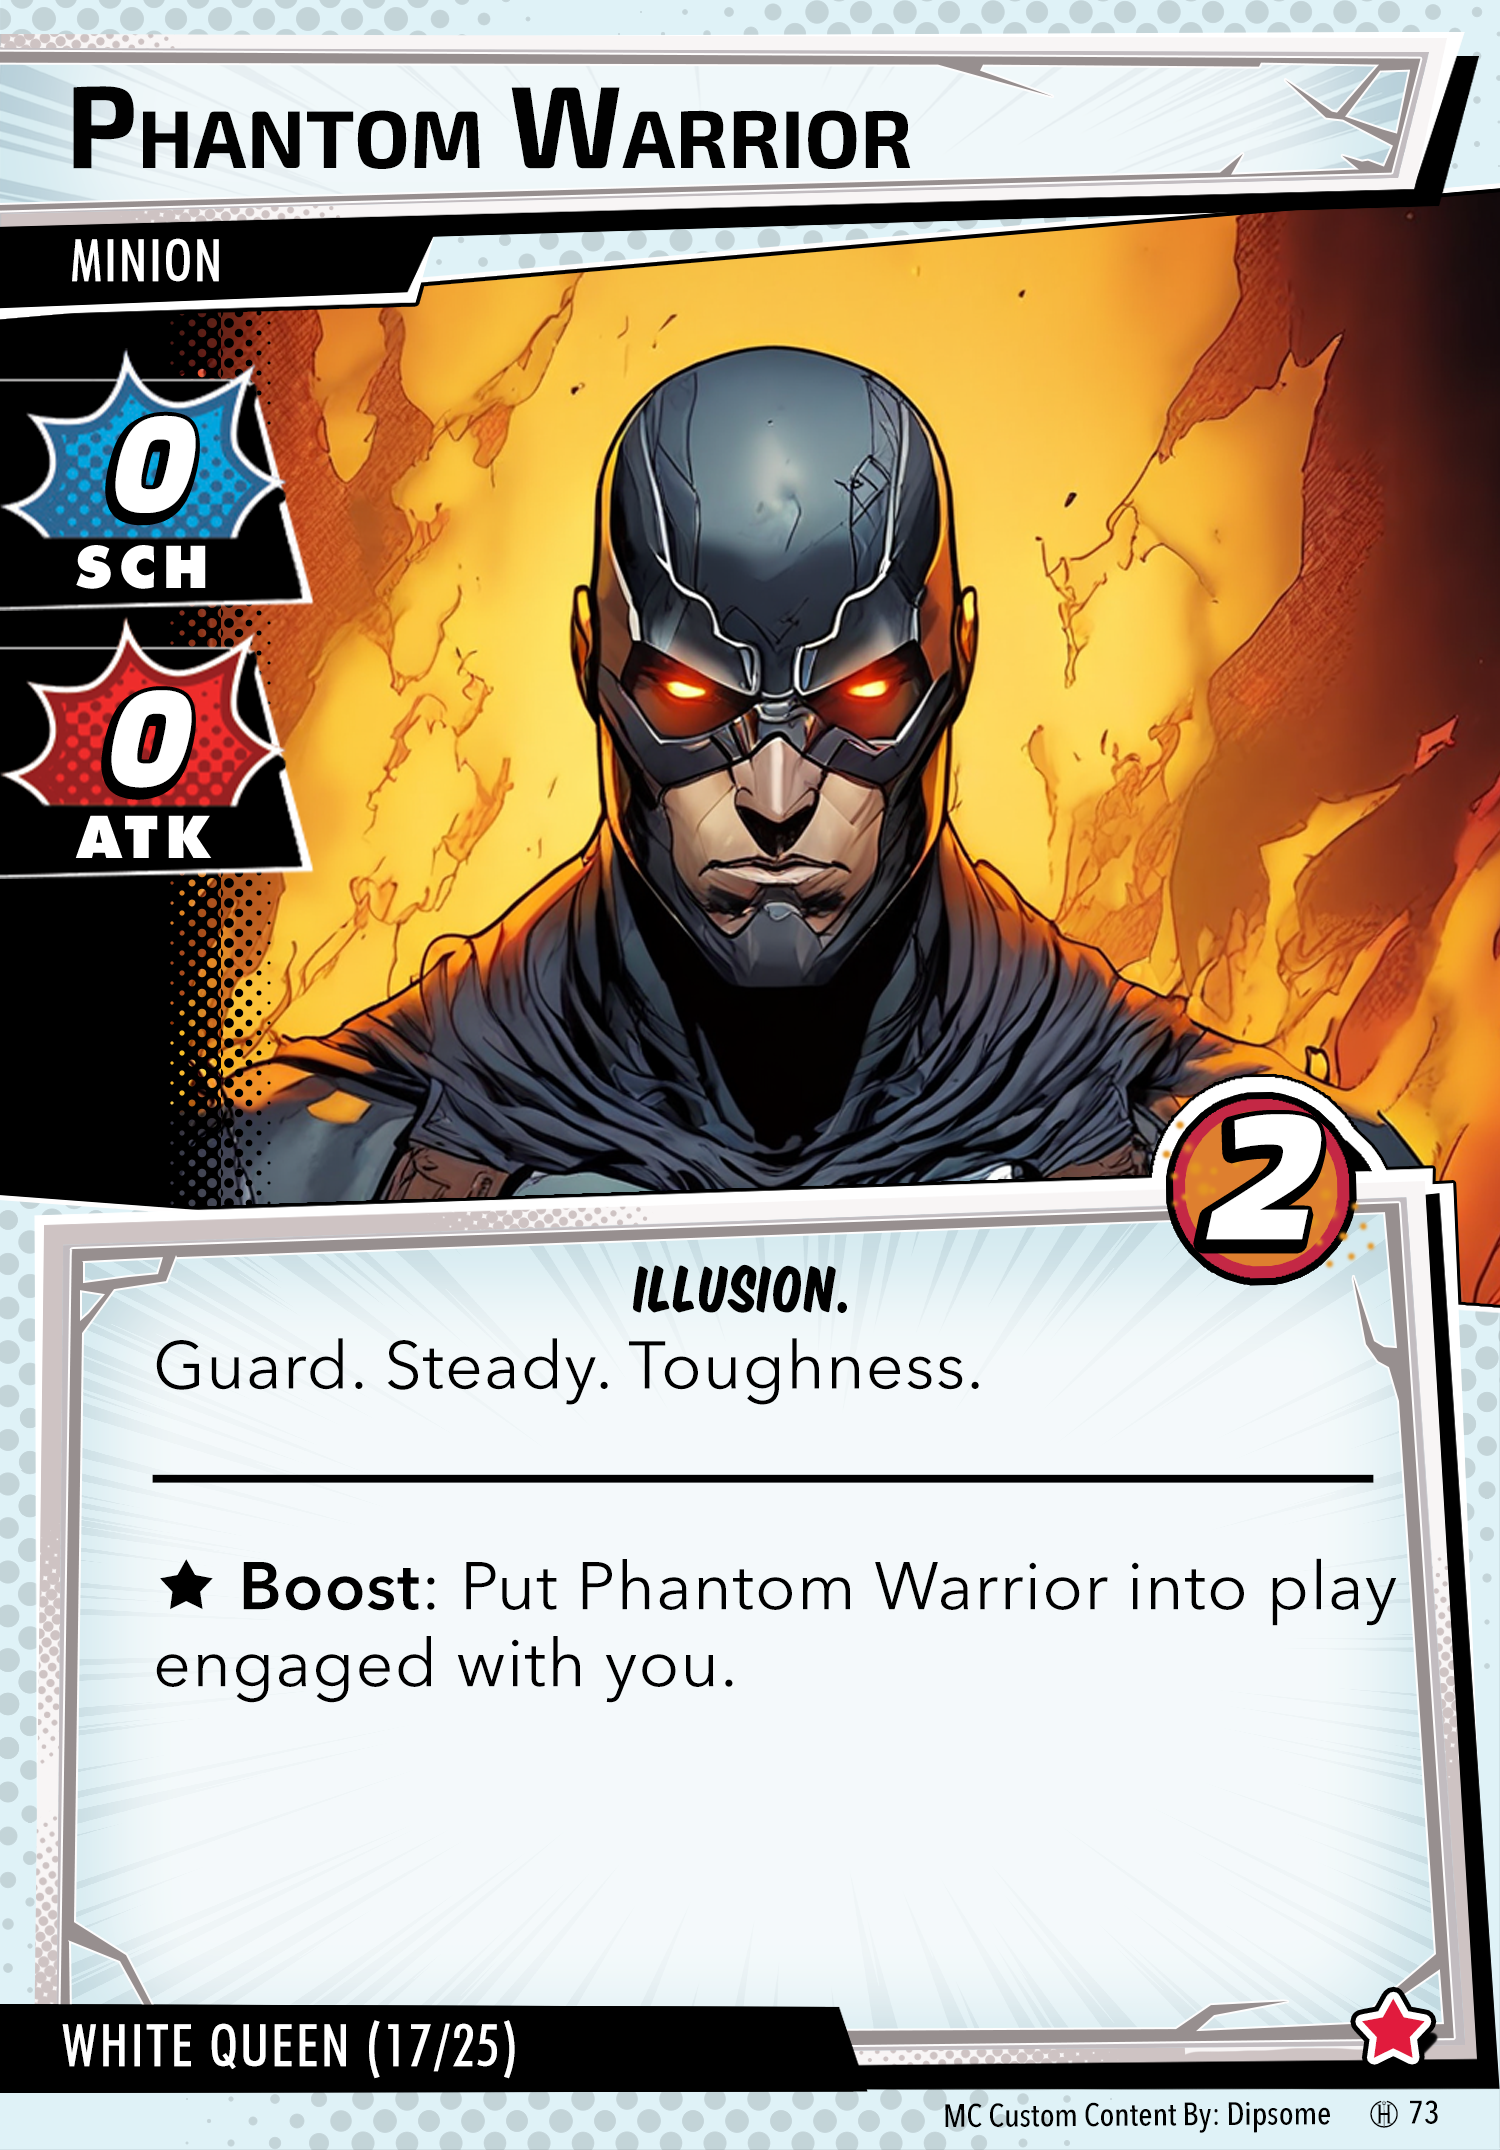 Phantom Warrior
MINION
0
SCH
0
ATK
2
ILLUSION.
Guard. Steady. Toughness.
★ Boost: Put Phantom Warrior into play
engaged with you.
WHITE QUEEN (17/25)
MC Custom Content By: Dipsome H 73